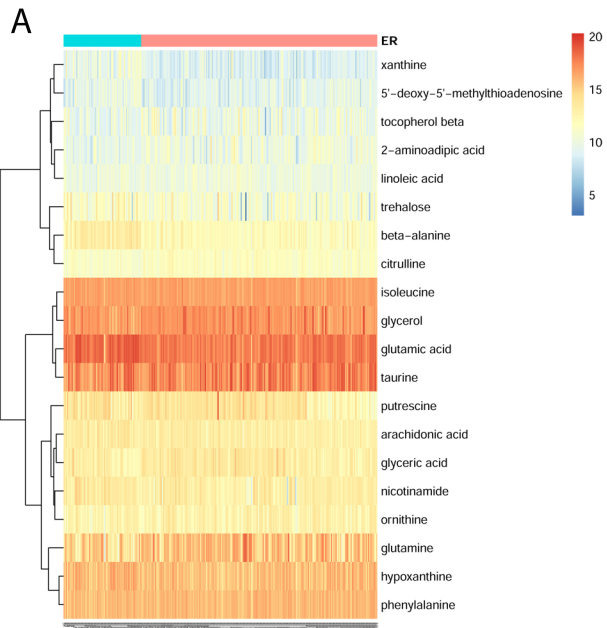 A
ER
20
15
10
5
xanthine
5'-deoxy-5'-methylthioadenosine
tocopherol beta
2-aminoadipic acid
linoleic acid
trehalose
beta-alanine
citrulline
isoleucine
glycerol
glutamic acid
taurine
putrescine
arachidonic acid
glyceric acid
nicotinamide
ornithine
glutamine
hypoxanthine
phenylalanine